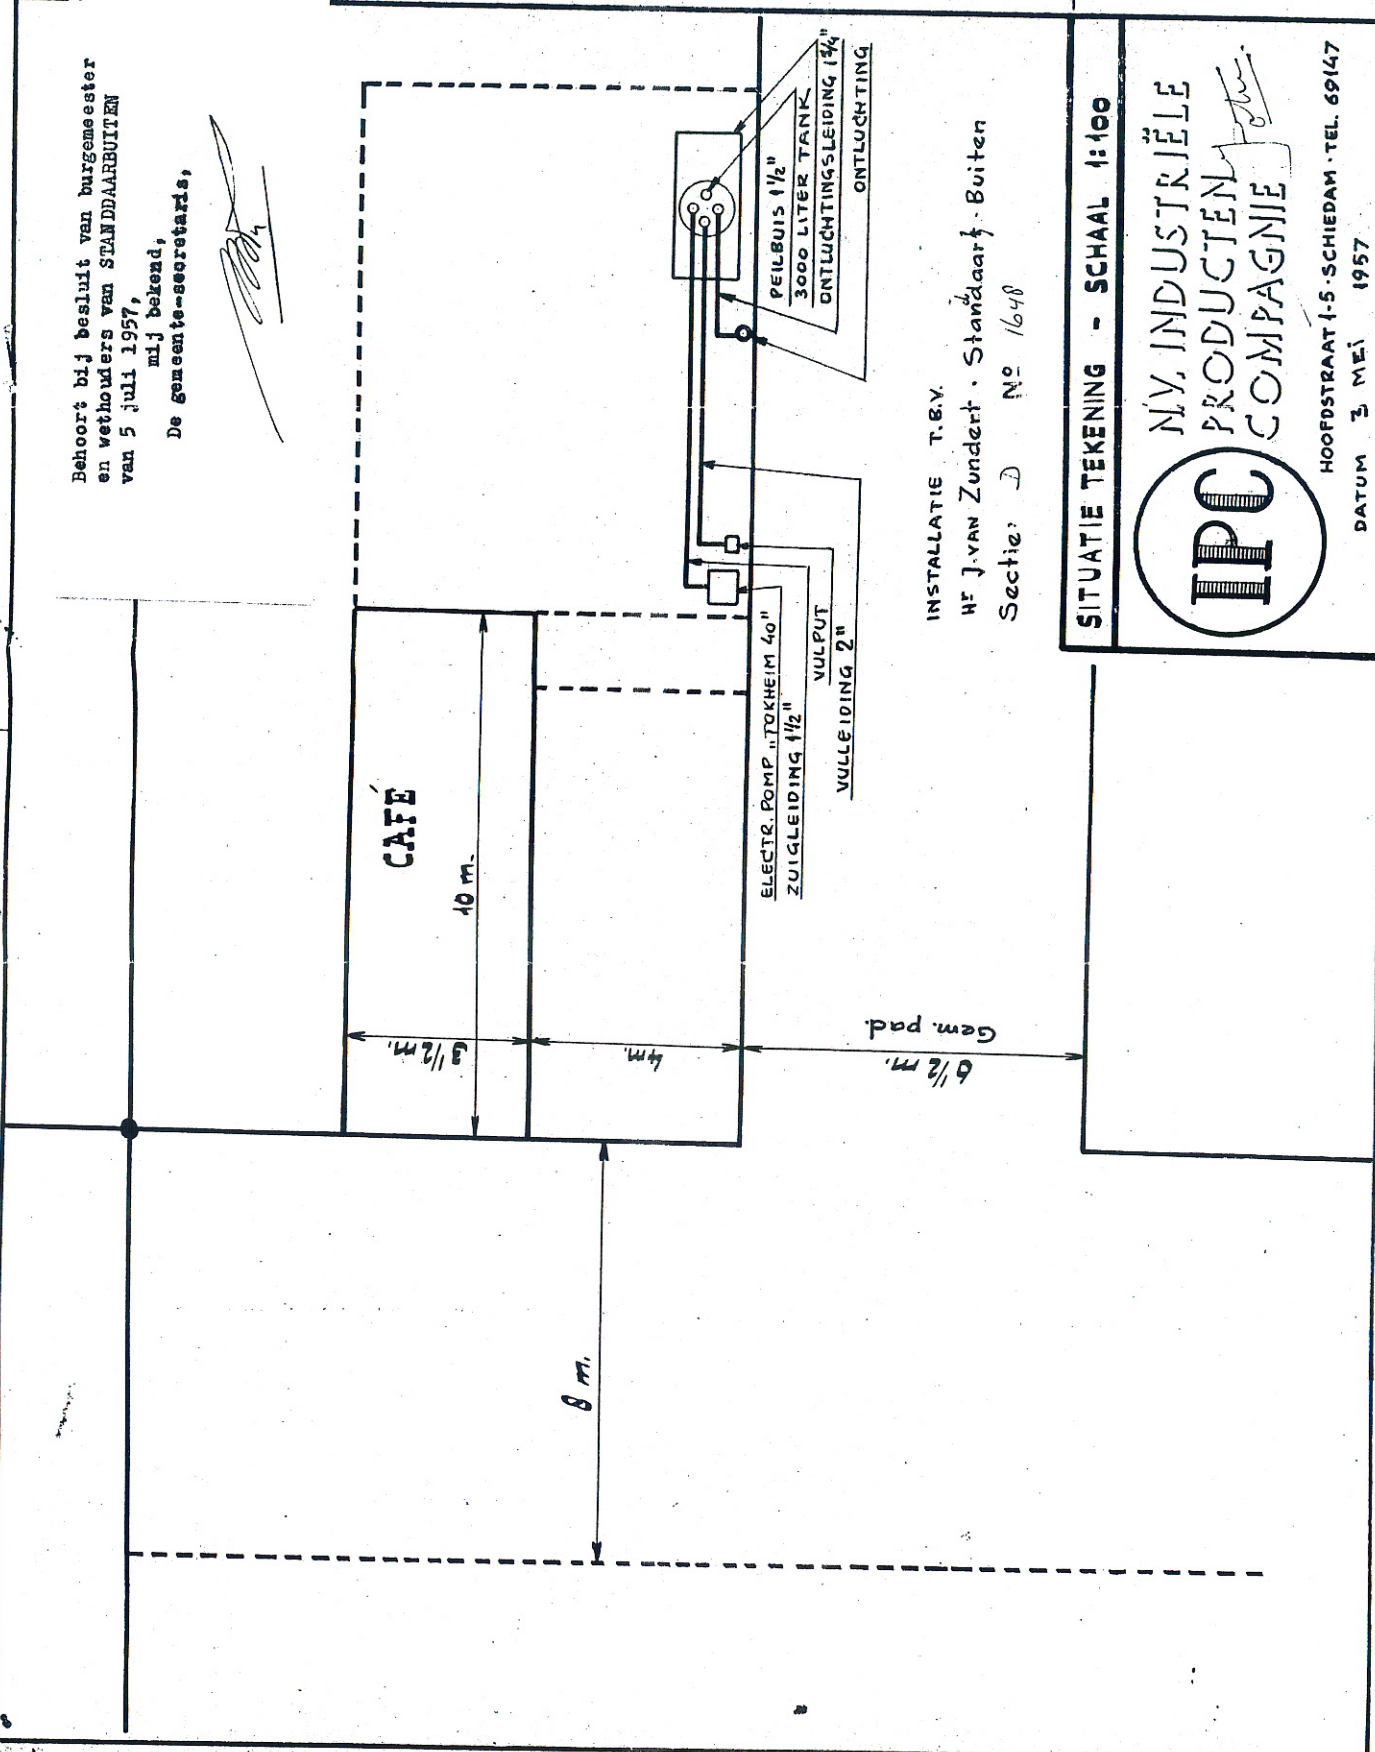 Behoort bij besluit van burgemeester
en wethouders van STANDDAARBUITEN
van 5 juli 1957,
mij bekend,
De gemeente-secretaris,
PEILBUIS 1½"
3000 LITER TANK
ONTLUCHTINGSLEIDING 1¾"
ONTLUCHTING
CAFÉ
10 m.
3½ m.
4 m.
6½ m.
Gem. pad.
8 m.
ELECTR. POMP „TOKHEIM 40"
ZUIGLEIDING 1½"
VULPUT
VULLEIDING 2"
INSTALLATIE T.B.V.
Hr J. VAN Zundert · Standaard · Buiten
Sectie: D No 1648
SITUATIE TEKENING - SCHAAL 1:100
IPC
N.V. INDUSTRIËLE
PRODUCTEN
COMPAGNIE
HOOFDSTRAAT 1-5 · SCHIEDAM · TEL. 69147
DATUM 3 MEI 1957